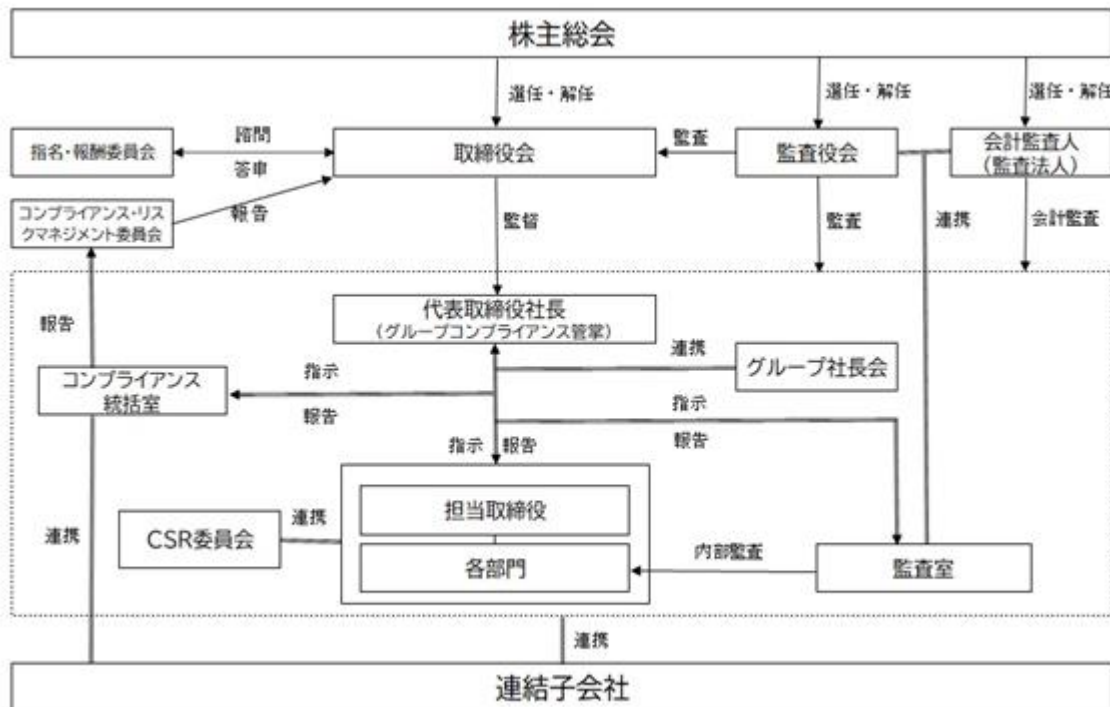 株主総会
選任・解任
選任・解任
選任・解任
指名・報酬委員会
諮問
答申
取締役会
監査
監査役会
会計監査人
(監査法人)
コンプライアンス・リス
クマネジメント委員会
報告
監督
監査
連携
会計監査
代表取締役社長
(グループコンプライアンス管掌)
報告
連携
グループ社長会
コンプライアンス
統括室
指示
報告
指示
報告
指示
報告
担当取締役
CSR委員会
連携
各部門
内部監査
監査室
連携
連携
連結子会社